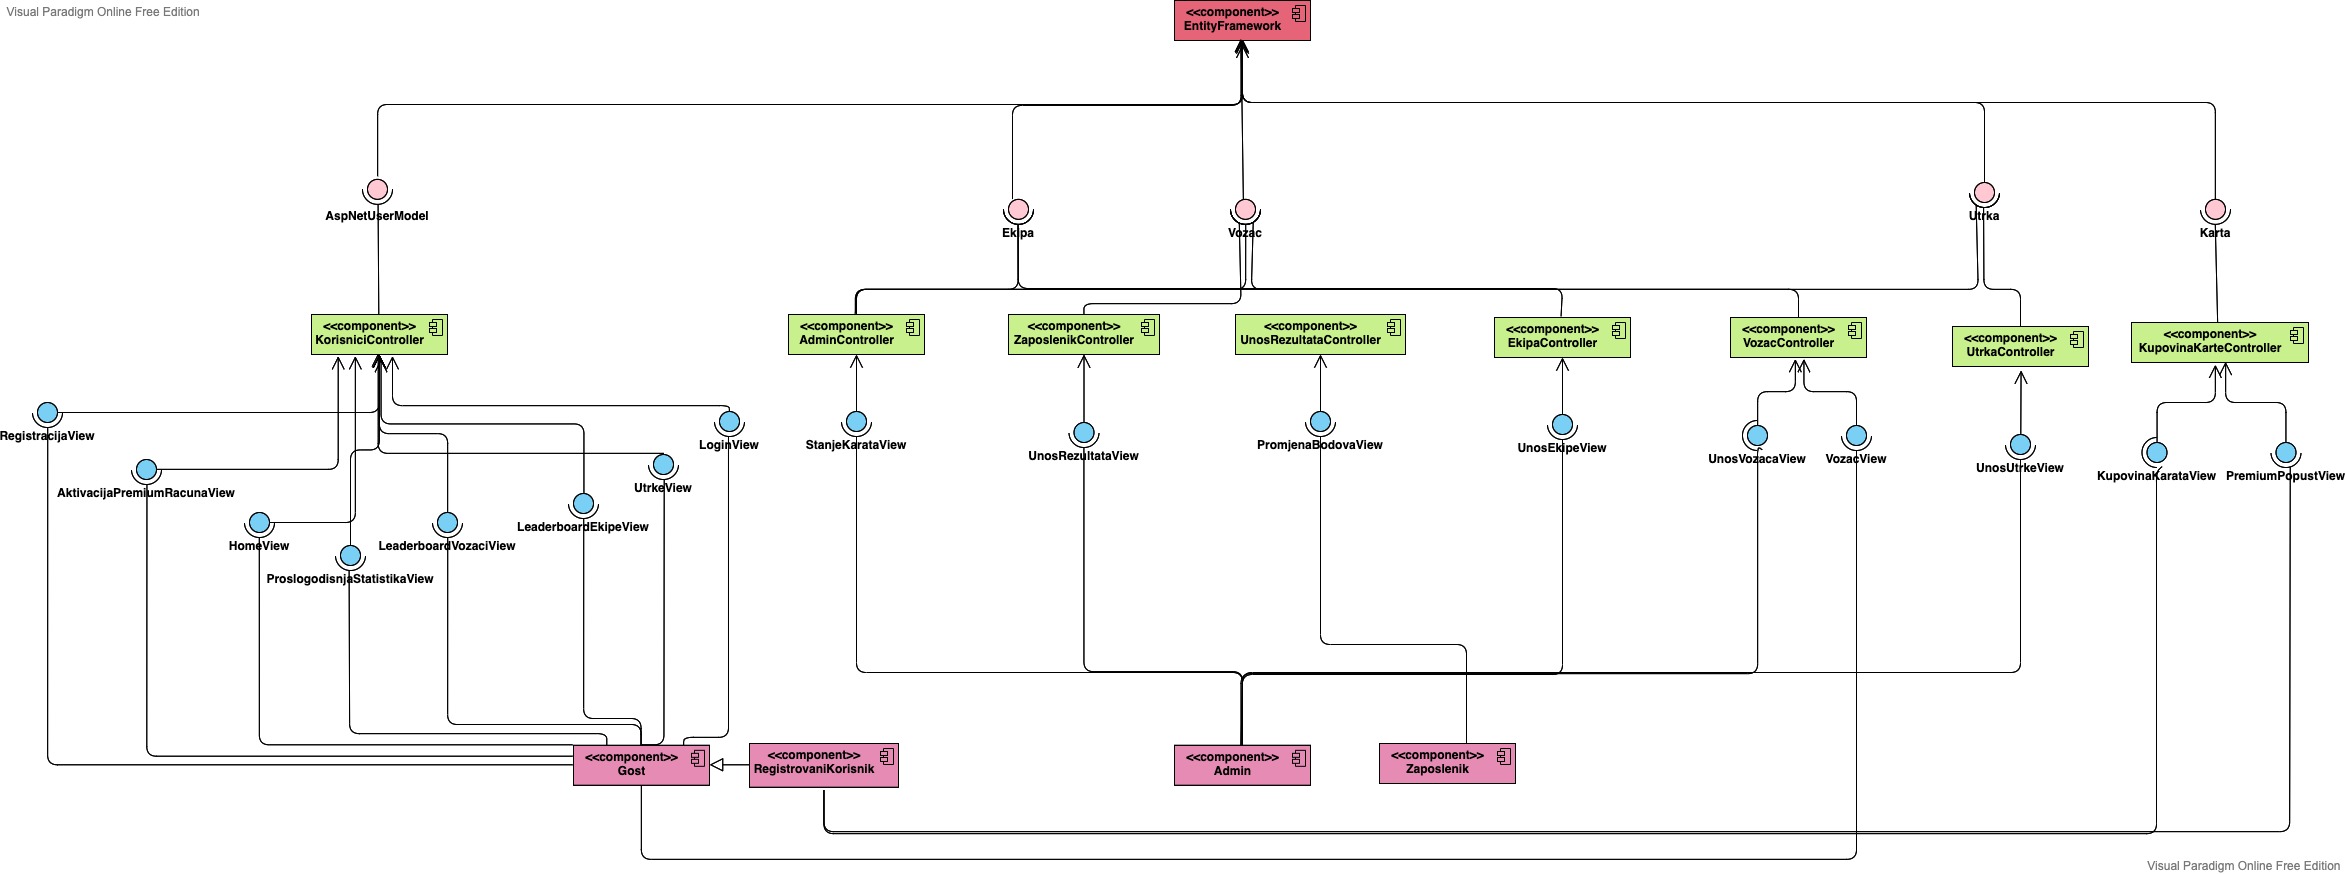 Visual Paradigm Online Free Edition
<<component>>
EntityFramework
AspNetUserModel
Ekipa
Vozac
Utrka
Karta
<<component>>
KorisniciController
<<component>>
AdminController
<<component>>
ZaposlenikController
<<component>>
UnosRezultataController
<<component>>
EkipaController
<<component>>
VozacController
<<component>>
UtrkaController
<<component>>
KupovinaKarteController
RegistracijaView
LoginView
StanjeKarataView
UnosRezultataView
PromjenaBodovaView
UnosEkipeView
UnosVozacaView
VozacView
UnosUtrkeView
KupovinaKarataView
PremiumPopustView
AktivacijaPremiumRacunaView
UtrkeView
LeaderboardEkipeView
HomeView
LeaderboardVozaciView
ProslogodisnjaStatistikaView
<<component>>
Gost
<<component>>
RegistrovaniKorisnik
<<component>>
Admin
<<component>>
Zaposlenik
Visual Paradigm Online Free Edition